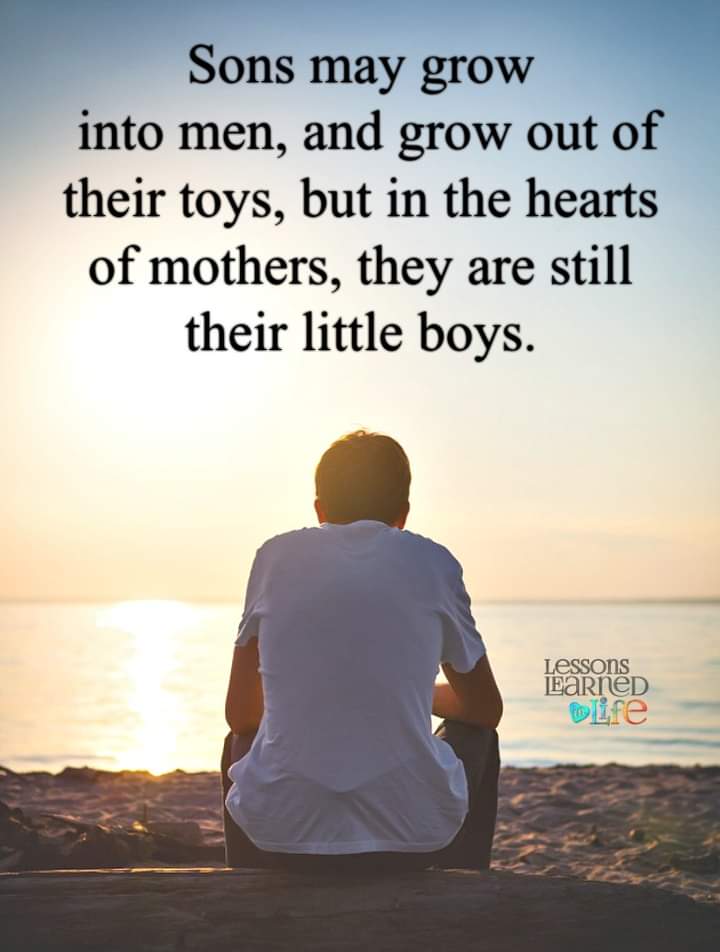 Sons may grow
into men, and grow out of
their toys, but in the hearts
of mothers, they are still
their little boys.
Lessons
Learned
in Life